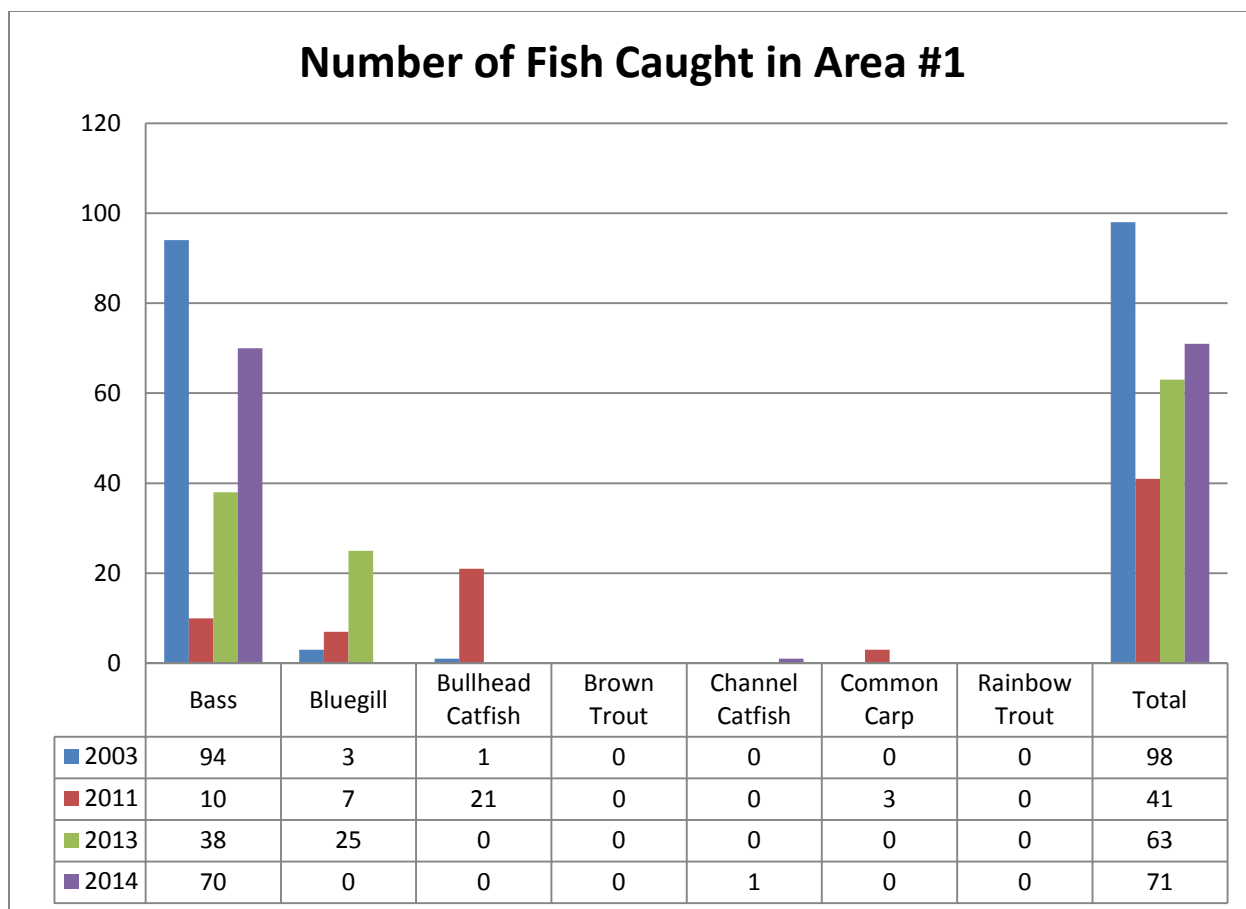 Number of Fish Caught in Area #1
120
100
80
60
40
20
0
Bass Bluegill Bullhead Catfish Brown Trout Channel Catfish Common Carp Rainbow Trout Total
2003 94 3 1 0 0 0 0 98
2011 10 7 21 0 0 3 0 41
2013 38 25 0 0 0 0 0 63
2014 70 0 0 0 1 0 0 71